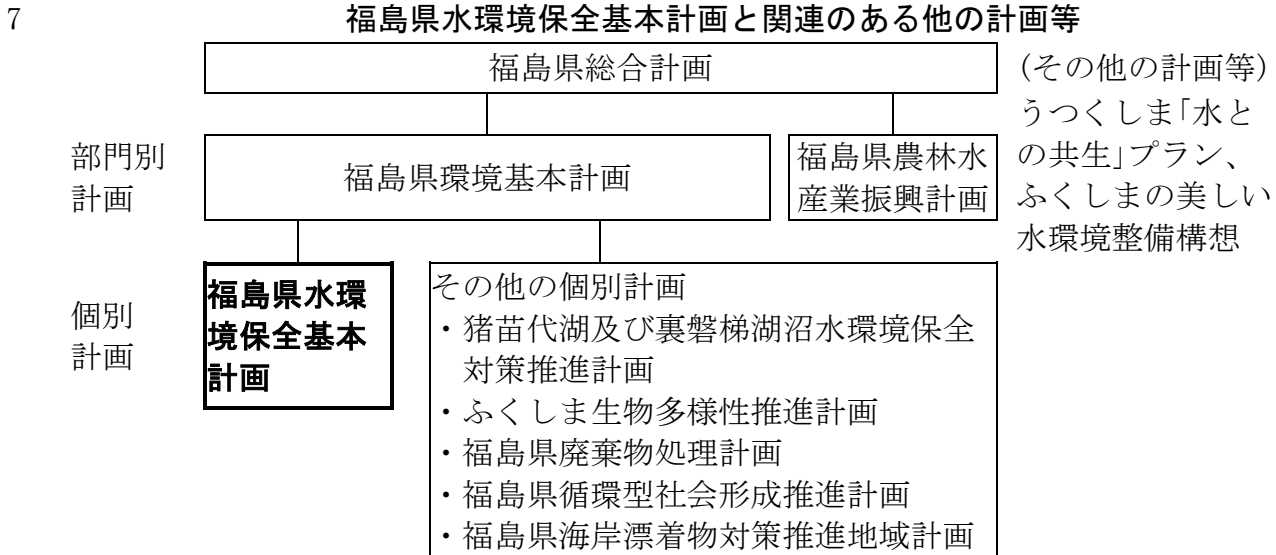 7
福島県水環境保全基本計画と関連のある他の計画等
福島県総合計画
(その他の計画等)
うつくしま「水と
の共生」プラン、
ふくしまの美しい
水環境整備構想
部門別
計画
福島県環境基本計画
福島県農林水
産業振興計画
個別
計画
福島県水環
境保全基本
計画
その他の個別計画
・猪苗代湖及び裏磐梯湖沼水環境保全
対策推進計画
・ふくしま生物多様性推進計画
・福島県廃棄物処理計画
・福島県循環型社会形成推進計画
・福島県海岸漂着物対策推進地域計画